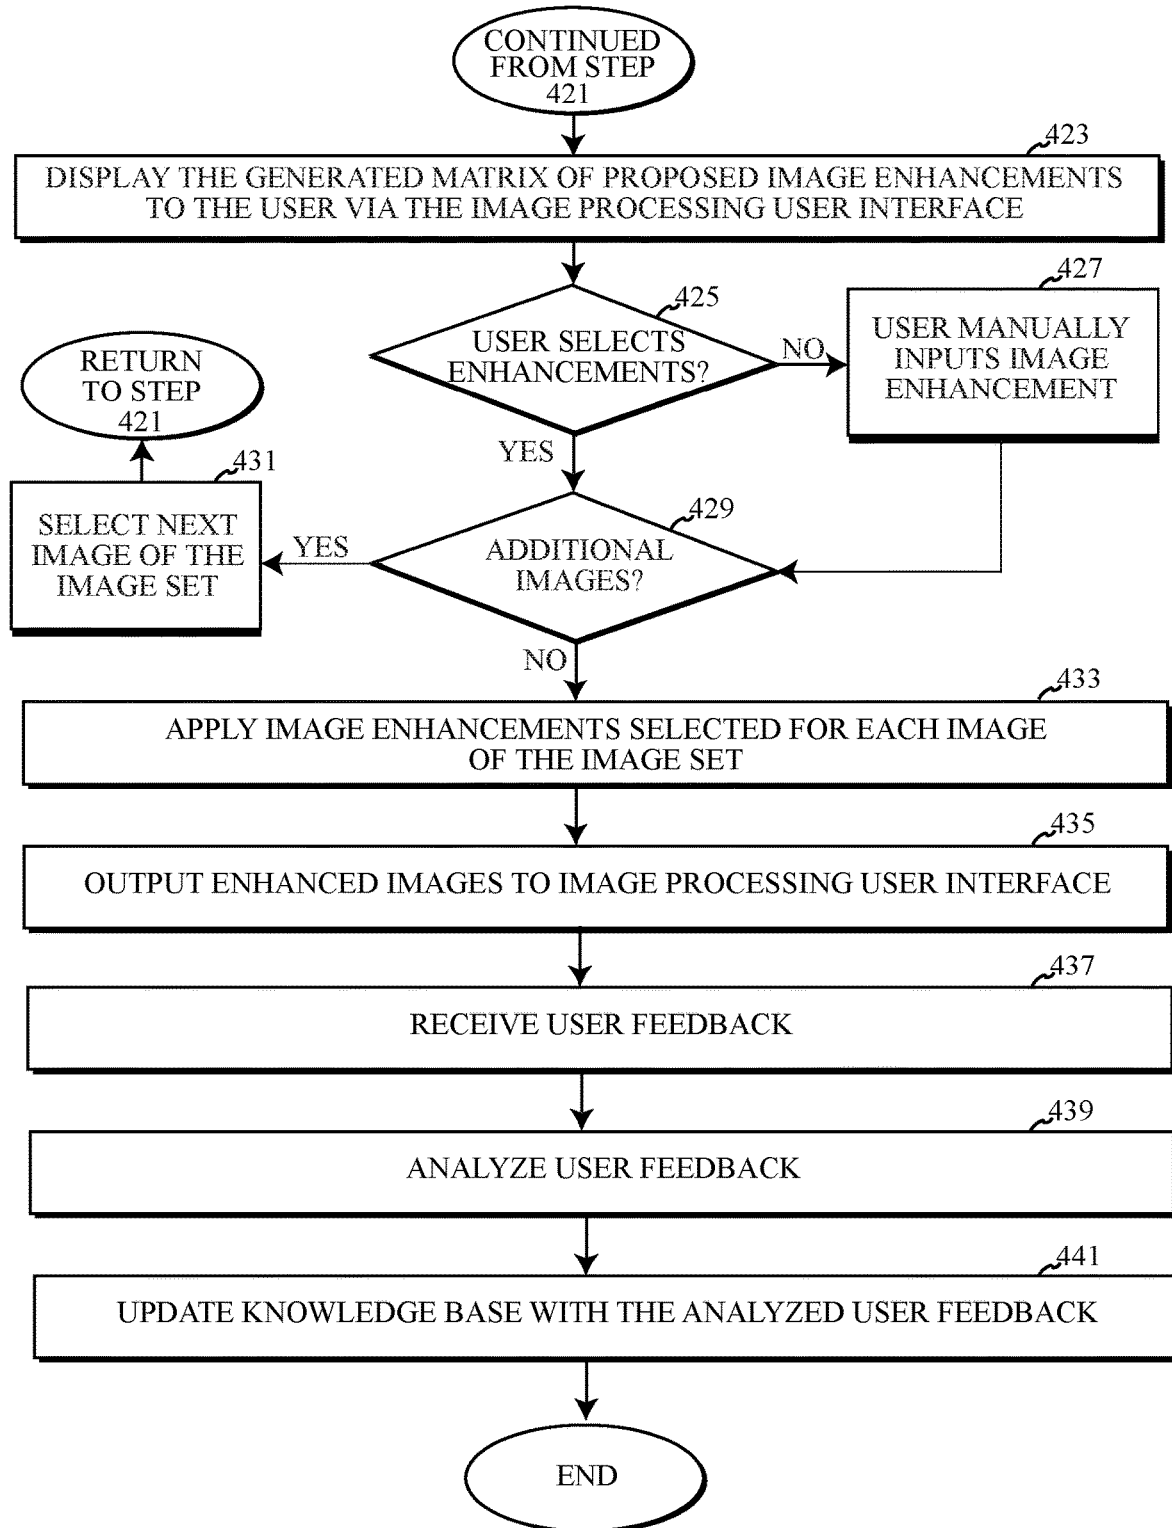 CONTINUED
FROM STEP
421
423
DISPLAY THE GENERATED MATRIX OF PROPOSED IMAGE ENHANCEMENTS
TO THE USER VIA THE IMAGE PROCESSING USER INTERFACE
425
USER SELECTS
ENHANCEMENTS?
NO
427
USER MANUALLY
INPUTS IMAGE
ENHANCEMENT
RETURN
TO STEP
421
YES
431
SELECT NEXT
IMAGE OF THE
IMAGE SET
YES
429
ADDITIONAL
IMAGES?
NO
433
APPLY IMAGE ENHANCEMENTS SELECTED FOR EACH IMAGE
OF THE IMAGE SET
435
OUTPUT ENHANCED IMAGES TO IMAGE PROCESSING USER INTERFACE
437
RECEIVE USER FEEDBACK
439
ANALYZE USER FEEDBACK
441
UPDATE KNOWLEDGE BASE WITH THE ANALYZED USER FEEDBACK
END